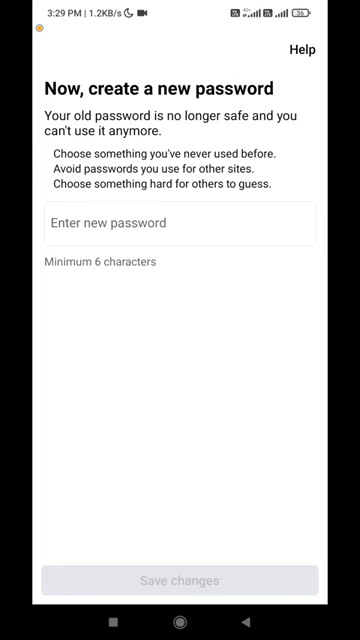 3:29 PM | 1.2KB/s
4G+
36
Help
Now, create a new password
Your old password is no longer safe and you
can't use it anymore.
Choose something you've never used before.
Avoid passwords you use for other sites.
Choose something hard for others to guess.
Enter new password
Minimum 6 characters
Save changes